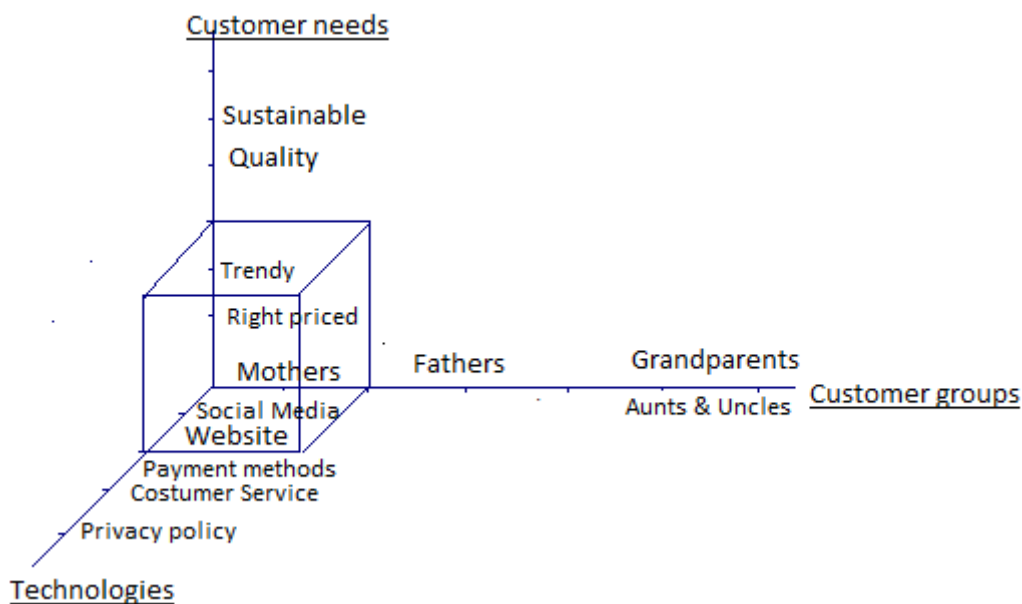 Customer needs
Sustainable
Quality
Trendy
Right priced
Mothers
Fathers
Grandparents
Aunts & Uncles
Customer groups
Social Media
Website
Payment methods
Costumer Service
Privacy policy
Technologies